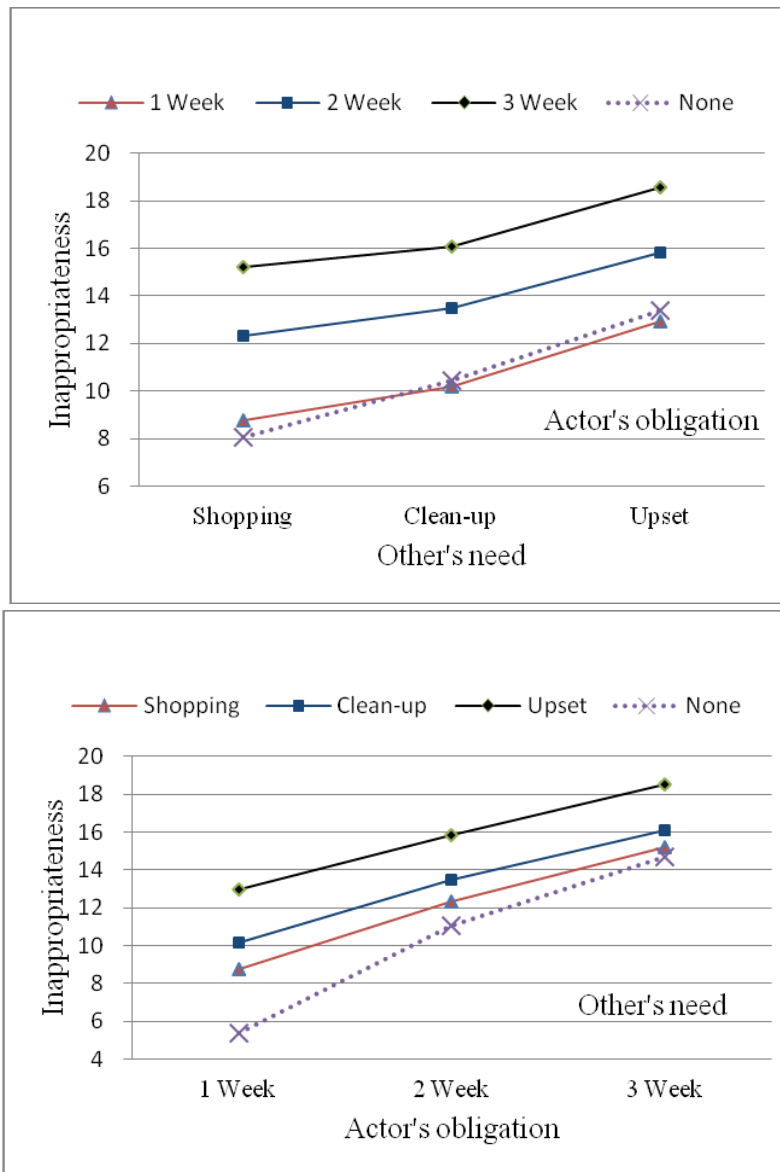 1 Week 2 Week 3 Week None
20
18
16
14
12
10
8
6
Inappropriateness
Actor's obligation
Shopping Clean-up Upset
Other's need
Shopping Clean-up Upset None
20
18
16
14
12
10
8
6
4
Inappropriateness
Other's need
1 Week 2 Week 3 Week
Actor's obligation